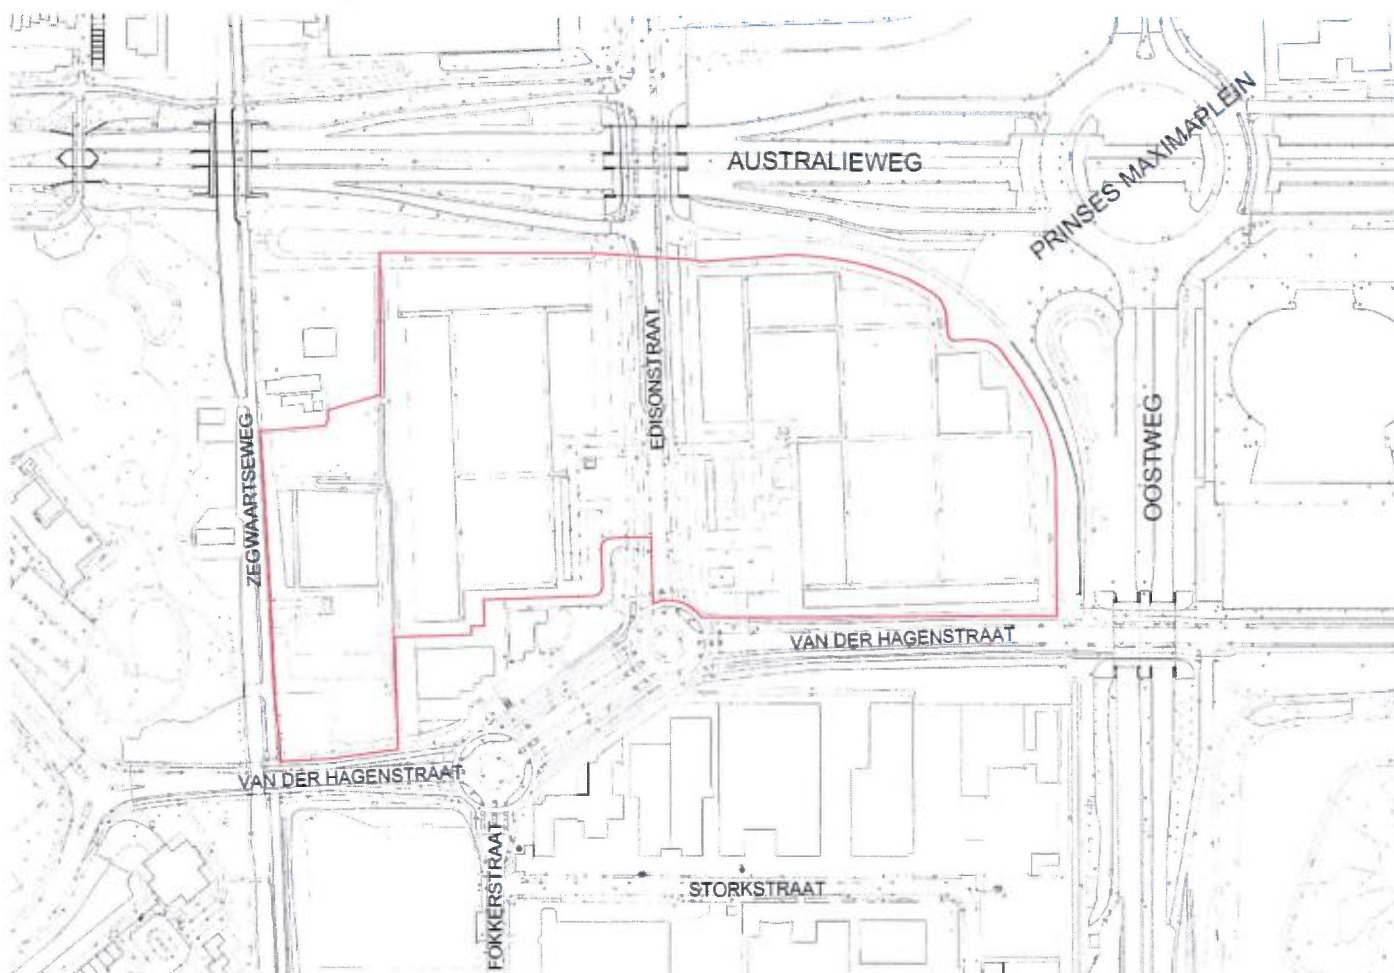 AUSTRALIEWEG
PRINSES MAXIMAPLEIN
EDISONSTRAAT
OOSTWEG
ZEGWAARTSEWEG
VAN DER HAGENSTRAAT
VAN DER HAGENSTRAAT
FOKKERSTRAAT
STORKSTRAAT